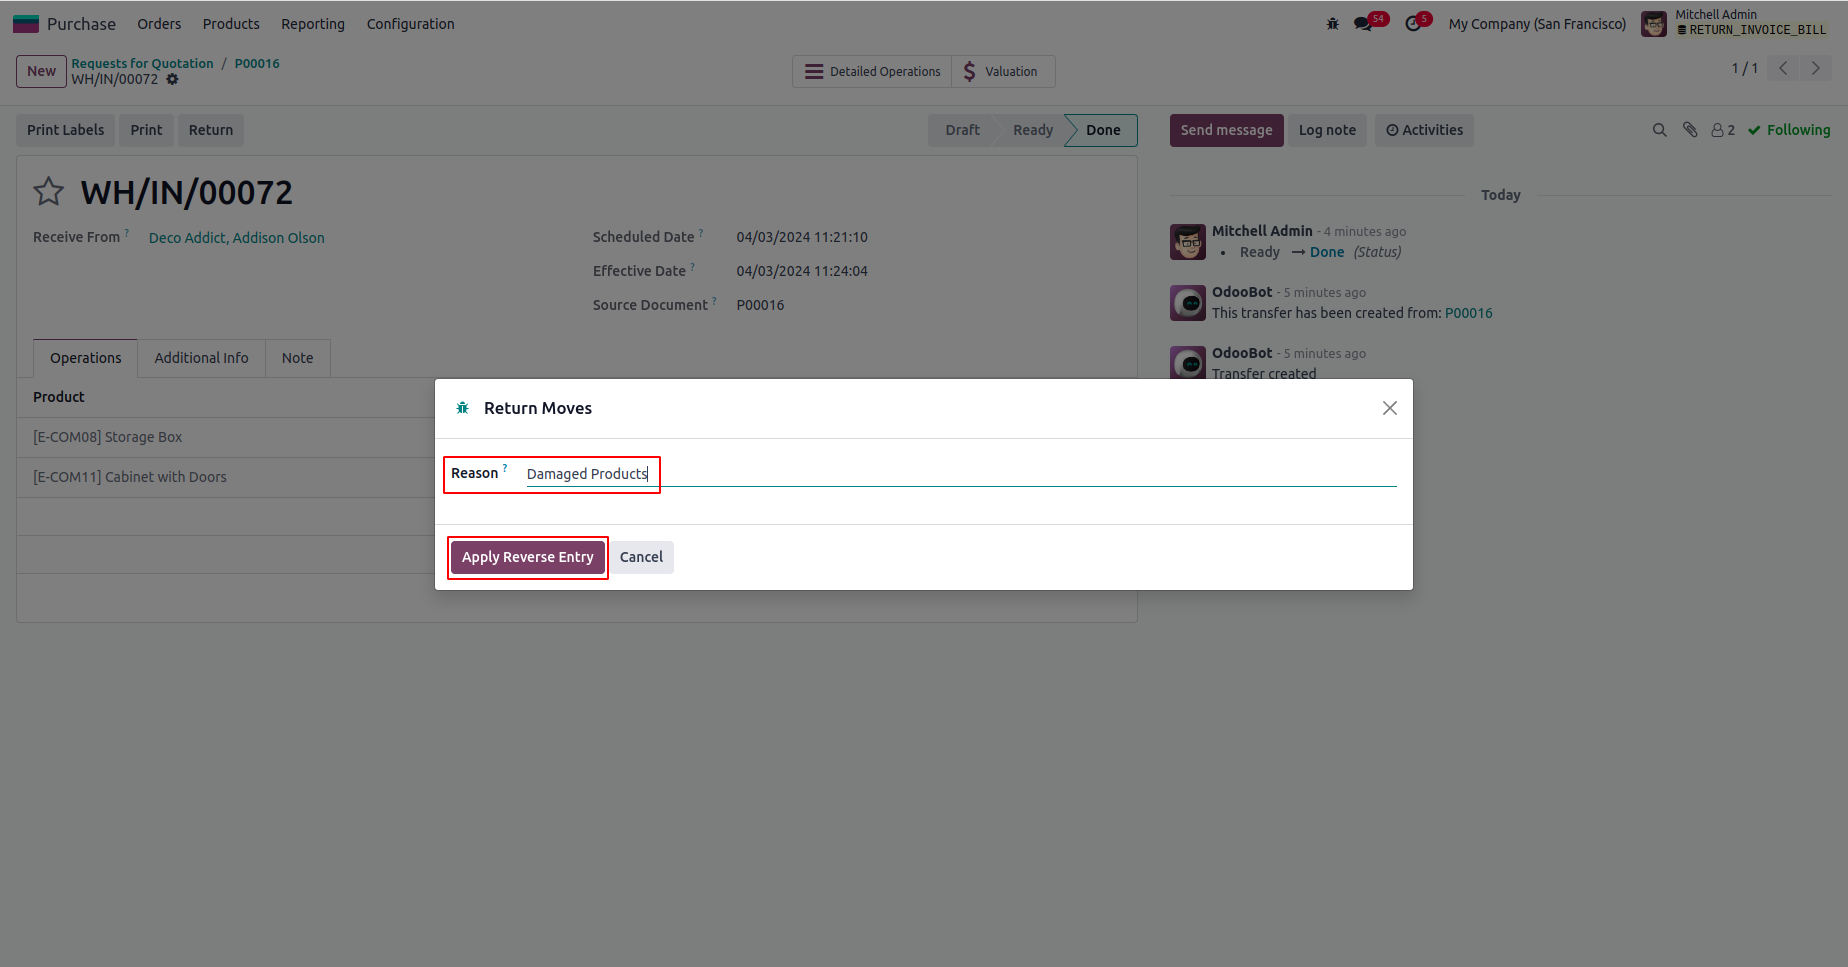 Purchase Orders Products Reporting Configuration
54 5 My Company (San Francisco) Mitchell Admin
RETURN_INVOICE_BILL
New Requests for Quotation / P00016
WH/IN/00072
Detailed Operations Valuation
1 / 1
Print Labels Print Return
Draft Ready Done
Send message Log note Activities
2 Following
WH/IN/00072
Receive From ? Deco Addict, Addison Olson
Scheduled Date ? 04/03/2024 11:21:10
Effective Date ? 04/03/2024 11:24:04
Source Document ? P00016
Operations Additional Info Note
Product
[E-COM08] Storage Box
[E-COM11] Cabinet with Doors
Today
Mitchell Admin - 4 minutes ago
• Ready → Done (Status)
OdooBot - 5 minutes ago
This transfer has been created from: P00016
OdooBot - 5 minutes ago
Transfer created
Return Moves
Reason ? Damaged Products
Apply Reverse Entry Cancel